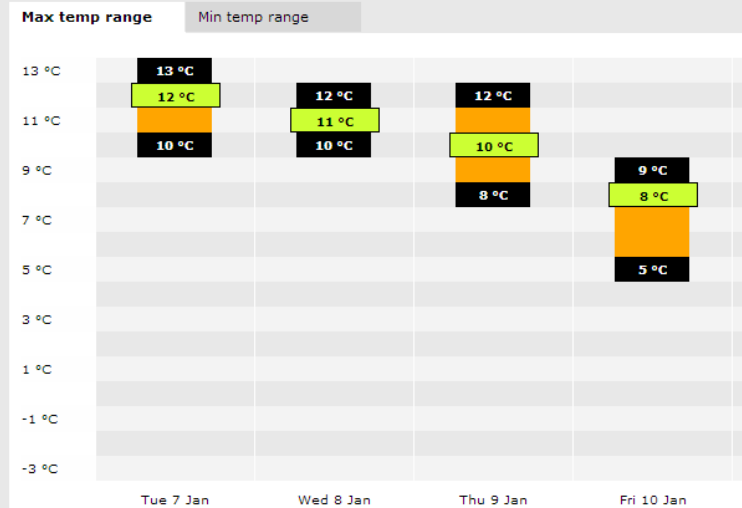 Max temp range Min temp range
13 °C 13 °C
12 °C 12 °C 12 °C
11 °C 11 °C
10 °C 10 °C 10 °C
9 °C 9 °C
8 °C 8 °C
7 °C
5 °C 5 °C
3 °C
1 °C
-1 °C
-3 °C
Tue 7 Jan Wed 8 Jan Thu 9 Jan Fri 10 Jan